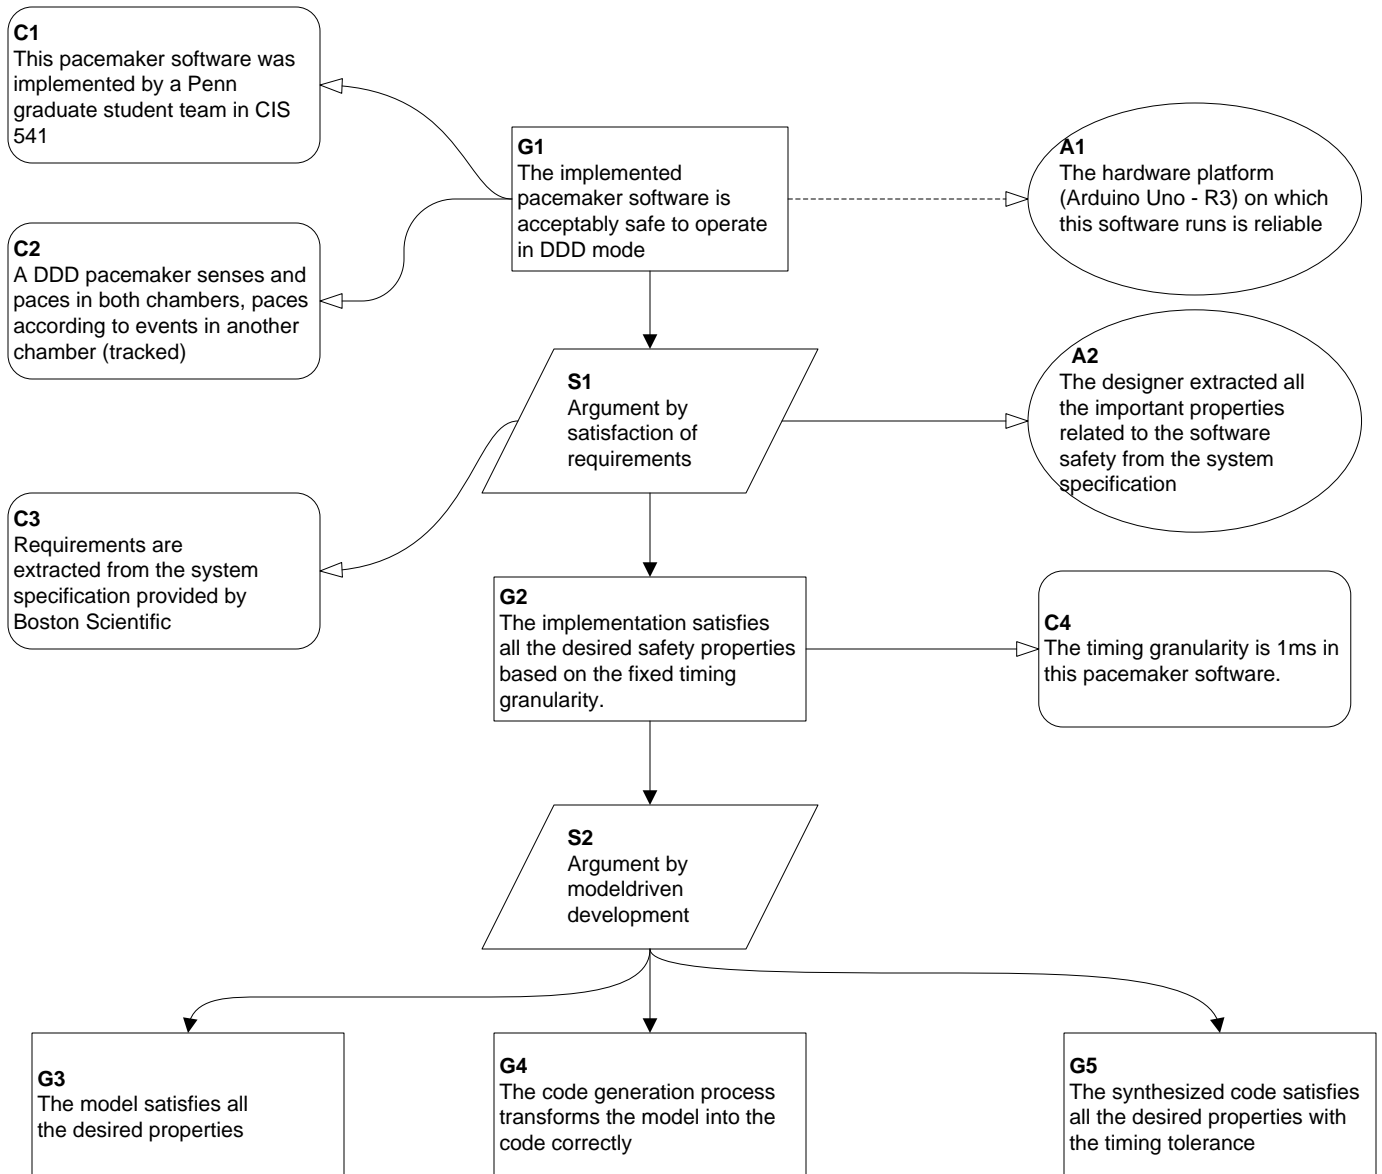 C1
This pacemaker software was
implemented by a Penn
graduate student team in CIS
541
G1
The implemented
pacemaker software is
acceptably safe to operate
in DDD mode
A1
The hardware platform
(Arduino Uno - R3) on which
this software runs is reliable
C2
A DDD pacemaker senses and
paces in both chambers, paces
according to events in another
chamber (tracked)
S1
Argument by
satisfaction of
requirements
A2
The designer extracted all
the important properties
related to the software
safety from the system
specification
C3
Requirements are
extracted from the system
specification provided by
Boston Scientific
G2
The implementation satisfies
all the desired safety properties
based on the fixed timing
granularity.
C4
The timing granularity is 1ms in
this pacemaker software.
S2
Argument by
modeldriven
development
G3
The model satisfies all
the desired properties
G4
The code generation process
transforms the model into the
code correctly
G5
The synthesized code satisfies
all the desired properties with
the timing tolerance